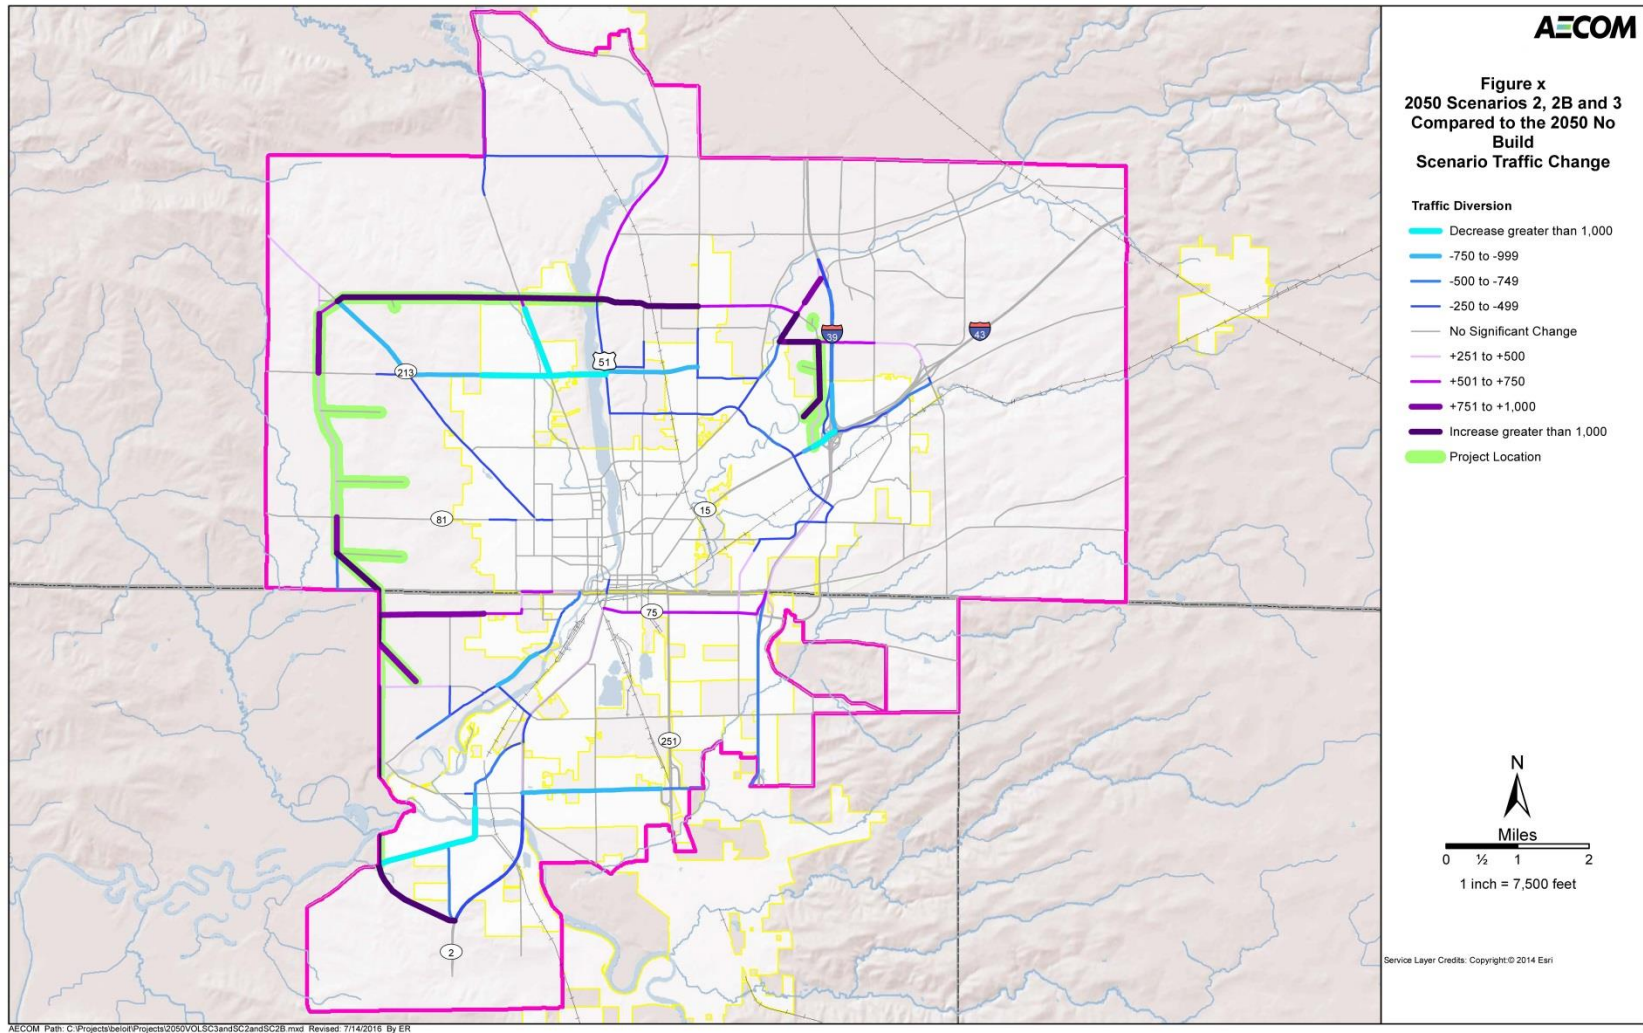 AECOM
Figure x
2050 Scenarios 2, 2B and 3
Compared to the 2050 No
Build
Scenario Traffic Change
Traffic Diversion
Decrease greater than 1,000
-750 to -999
-500 to -749
-250 to -499
No Significant Change
+251 to +500
+501 to +750
+751 to +1,000
Increase greater than 1,000
Project Location
51
39
43
213
81
15
75
251
2
N
Miles
0 ½ 1 2
1 inch = 7,500 feet
Service Layer Credits: Copyright:© 2014 Esri
AECOM Path: C:\Projects\beloit\Projects\2050VOLSC3andSC2andSC2B.mxd Revised: 7/14/2016 By ER